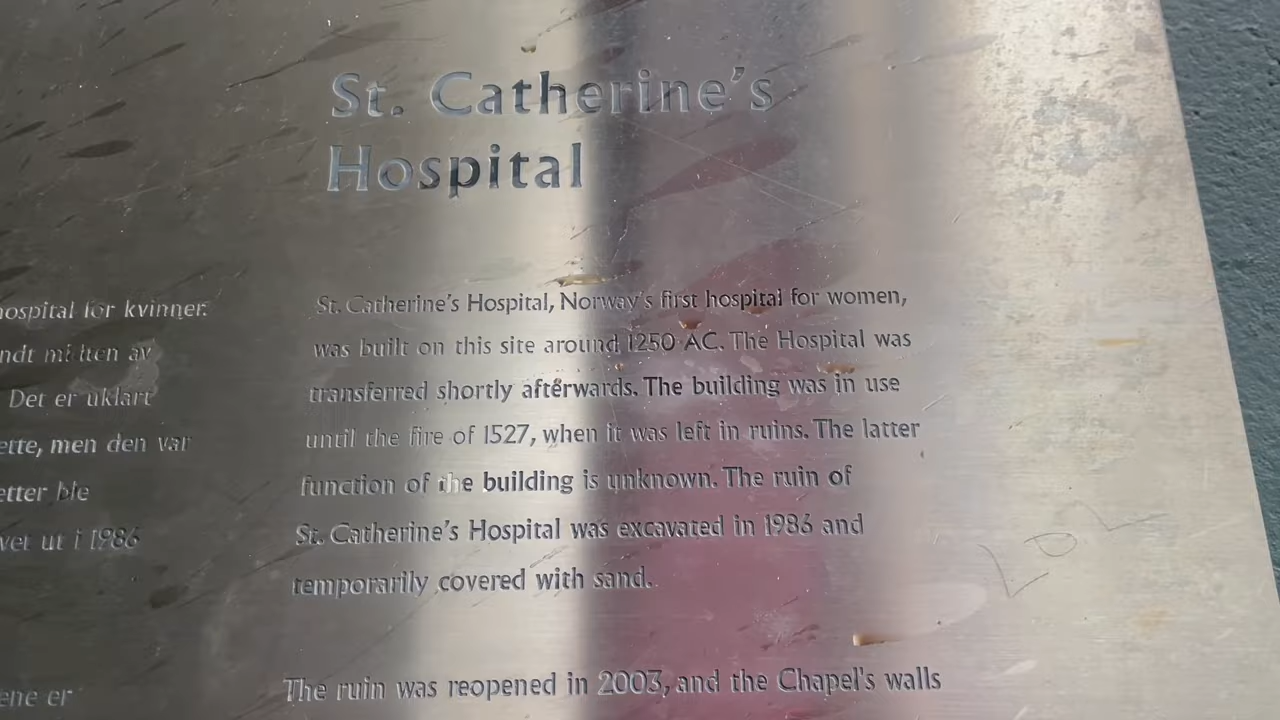 St. Catherine's
Hospital
hospital for kvinner.
ndt midten av
Det er uklart
ette, men den var
etter ble
vet ut i 1986
ene er
St. Catherine's Hospital, Norway's first hospital for women,
was built on this site around 1250 AC. The Hospital was
transferred shortly afterwards. The building was in use
until the fire of 1527, when it was left in ruins. The latter
function of the building is unknown. The ruin of
St. Catherine's Hospital was excavated in 1986 and
temporarily covered with sand.
The ruin was reopened in 2003, and the Chapel's walls
LOL